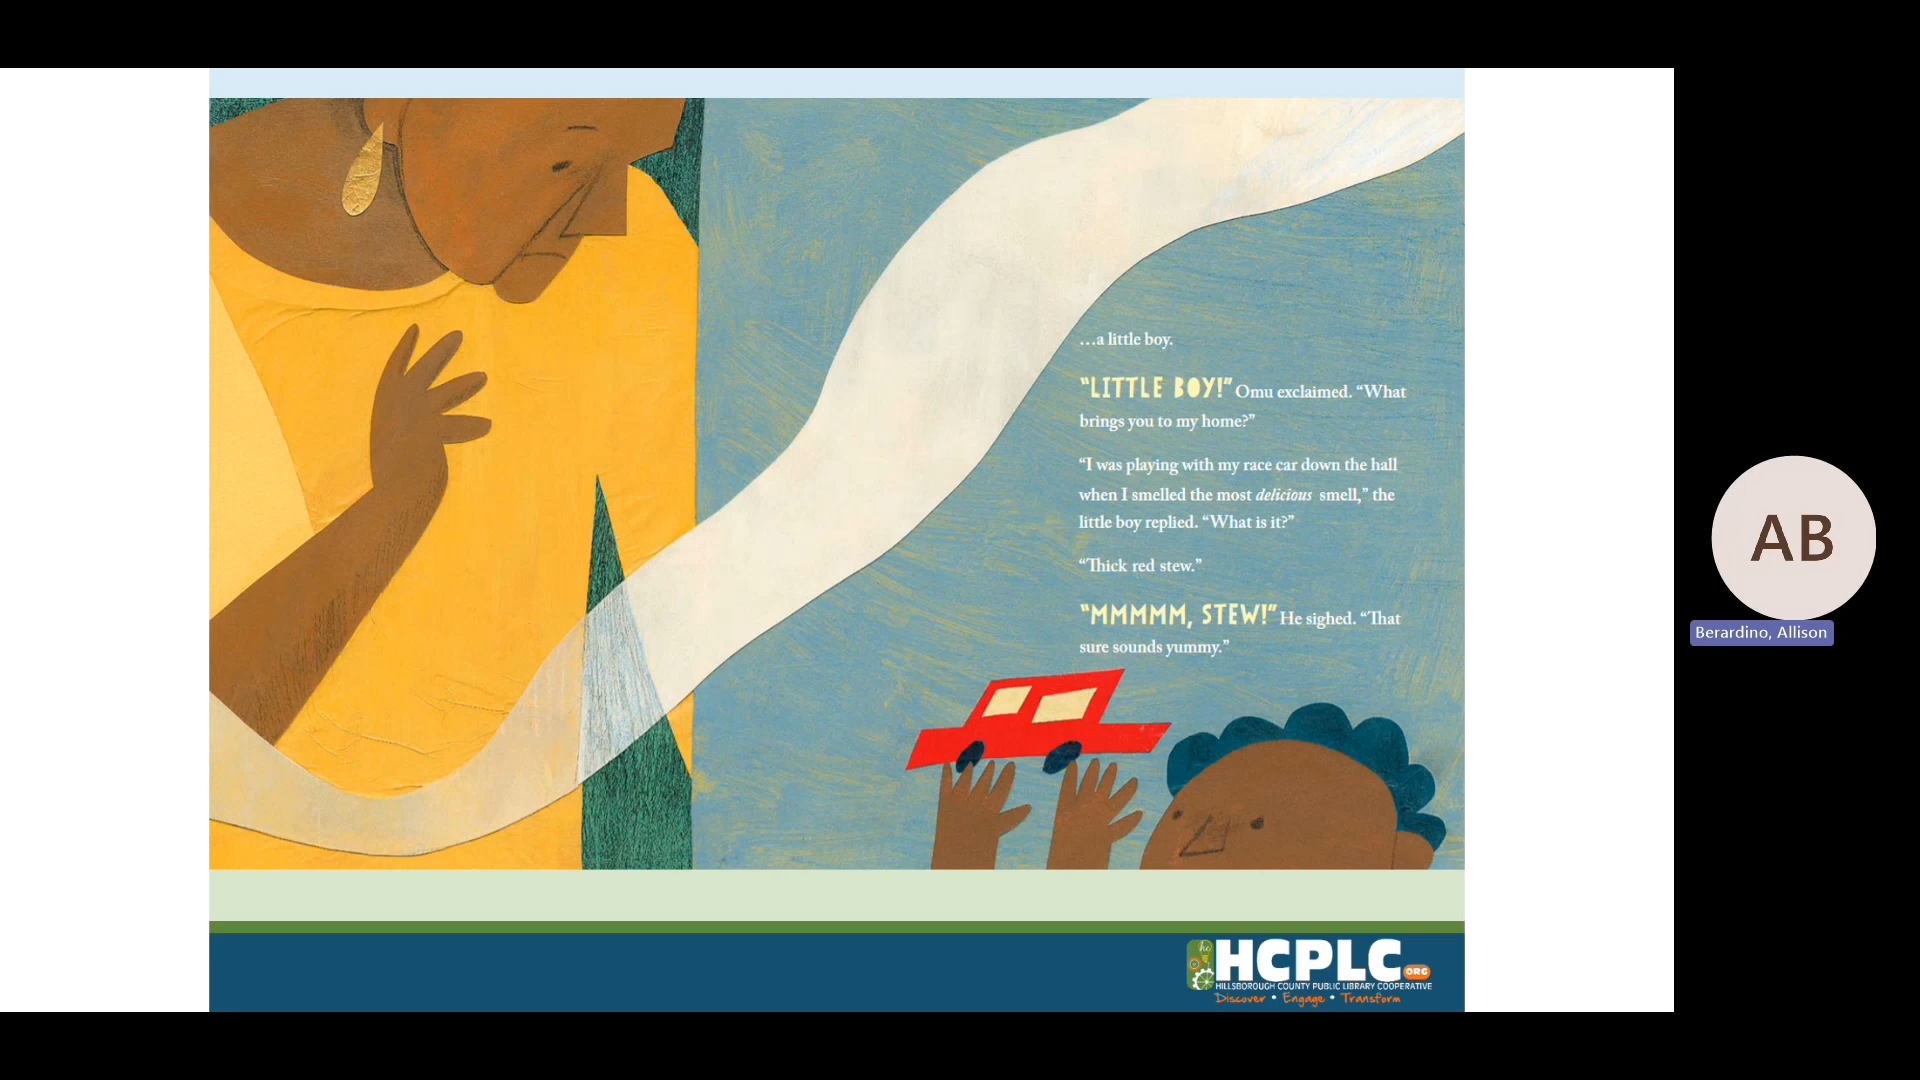 …a little boy.
“LITTLE BOY!” Omu exclaimed. “What
brings you to my home?”
“I was playing with my race car down the hall
when I smelled the most delicious smell,” the
little boy replied. “What is it?”
“Thick red stew.”
“MMMMM, STEW!” He sighed. “That
sure sounds yummy.”
AB
Berardino, Allison
hc
HCPLC ORG
HILLSBOROUGH COUNTY PUBLIC LIBRARY COOPERATIVE
Discover • Engage • Transform